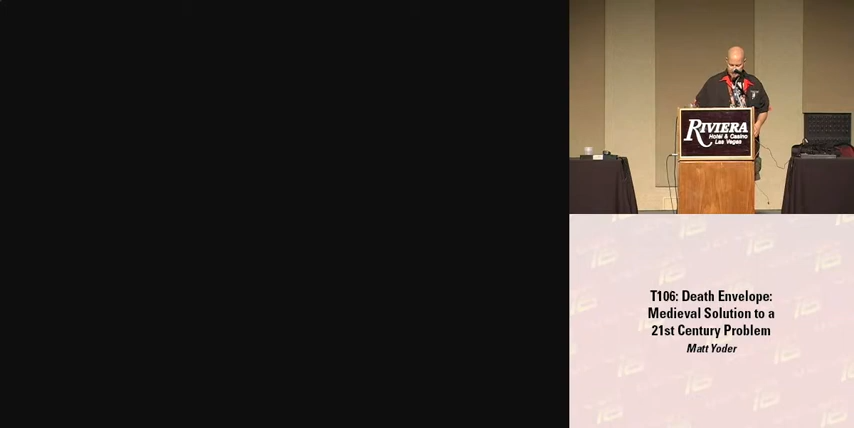 RIVIERA
Hotel & Casino
Las Vegas
T106: Death Envelope:
Medieval Solution to a
21st Century Problem
Matt Yoder